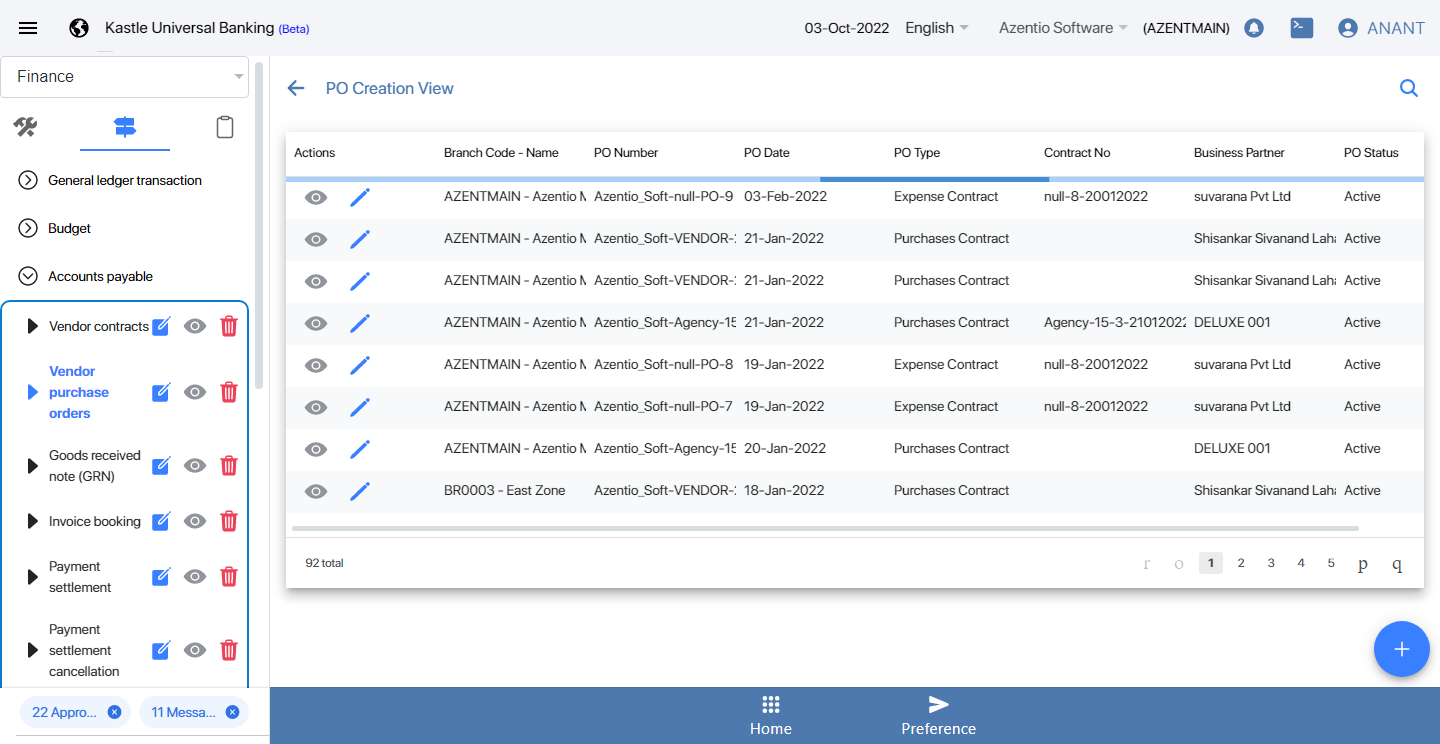 Kastle Universal Banking (Beta)
03-Oct-2022 English Azentio Software (AZENTMAIN) ANANT
Finance
PO Creation View
General ledger transaction
Budget
Accounts payable
Vendor contracts
Vendor
purchase
orders
Goods received
note (GRN)
Invoice booking
Payment
settlement
Payment
settlement
cancellation
22 Appro...
11 Messa...
Actions Branch Code - Name PO Number PO Date PO Type Contract No Business Partner PO Status
AZENTMAIN - Azentio M Azentio_Soft-null-PO-9 03-Feb-2022 Expense Contract null-8-20012022 suvarana Pvt Ltd Active
AZENTMAIN - Azentio M Azentio_Soft-VENDOR- 21-Jan-2022 Purchases Contract Shisankar Sivanand Laha Active
AZENTMAIN - Azentio M Azentio_Soft-VENDOR- 21-Jan-2022 Purchases Contract Shisankar Sivanand Laha Active
AZENTMAIN - Azentio M Azentio_Soft-Agency-15 21-Jan-2022 Purchases Contract Agency-15-3-21012022 DELUXE 001 Active
AZENTMAIN - Azentio M Azentio_Soft-null-PO-8 19-Jan-2022 Expense Contract null-8-20012022 suvarana Pvt Ltd Active
AZENTMAIN - Azentio M Azentio_Soft-null-PO-7 19-Jan-2022 Expense Contract null-8-20012022 suvarana Pvt Ltd Active
AZENTMAIN - Azentio M Azentio_Soft-Agency-15 20-Jan-2022 Purchases Contract DELUXE 001 Active
BR0003 - East Zone Azentio_Soft-VENDOR- 18-Jan-2022 Purchases Contract Shisankar Sivanand Laha Active
92 total
r o 1 2 3 4 5 p q
Home
Preference